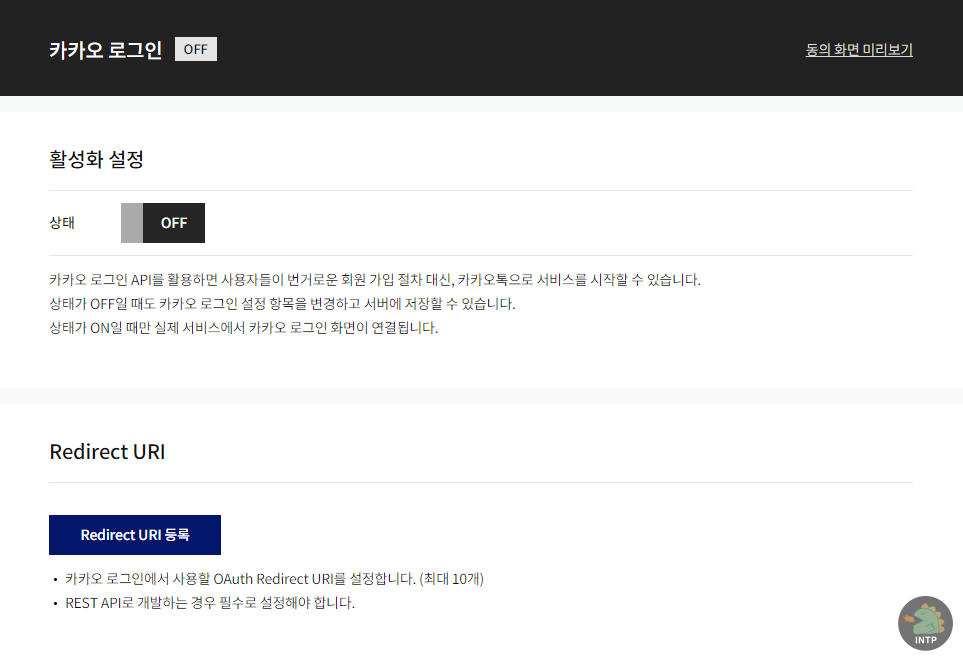 카카오 로그인 OFF
동의 화면 미리보기
활성화 설정
상태 OFF
카카오 로그인 API를 활용하면 사용자들이 번거로운 회원 가입 절차 대신, 카카오톡으로 서비스를 시작할 수 있습니다.
상태가 OFF일 때도 카카오 로그인 설정 항목을 변경하고 서버에 저장할 수 있습니다.
상태가 ON일 때만 실제 서비스에서 카카오 로그인 화면이 연결됩니다.
Redirect URI
Redirect URI 등록
• 카카오 로그인에서 사용할 OAuth Redirect URI를 설정합니다. (최대 10개)
• REST API로 개발하는 경우 필수로 설정해야 합니다.
INTP